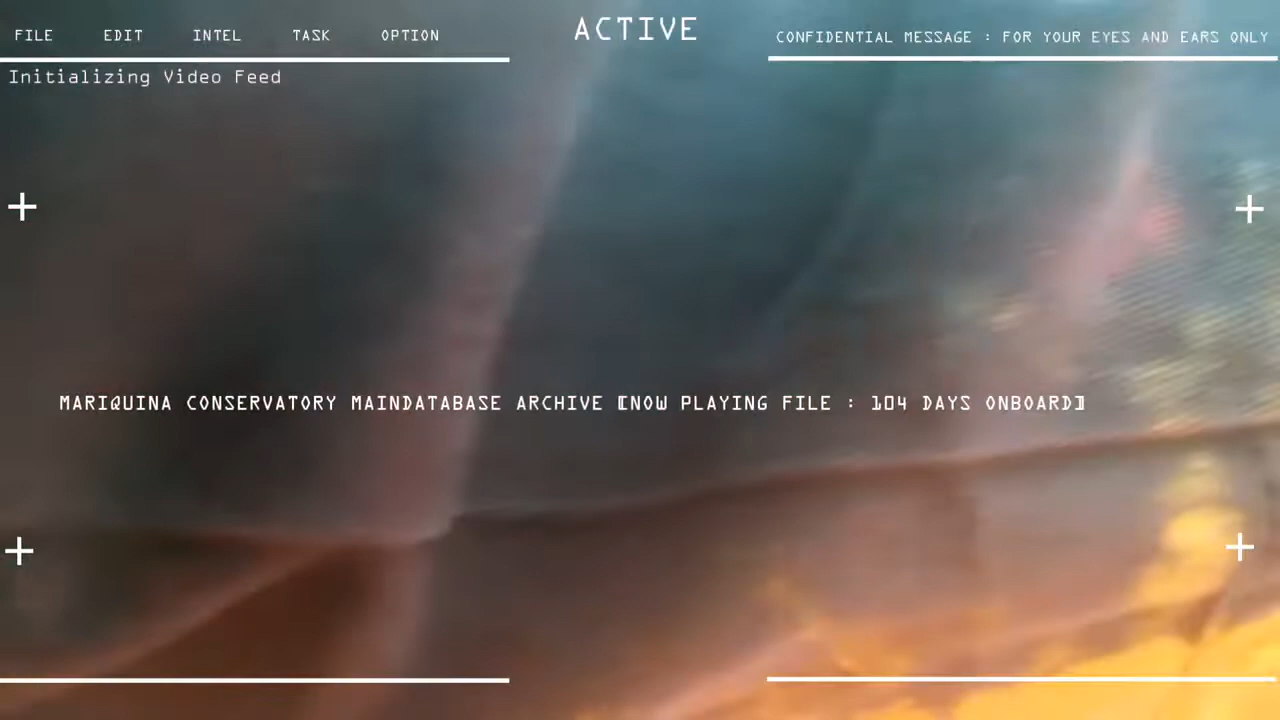 FILE EDIT INTEL TASK OPTION
ACTIVE
CONFIDENTIAL MESSAGE : FOR YOUR EYES AND EARS ONLY
Initializing Video Feed
MARIQUINA CONSERVATORY MAINDATABASE ARCHIVE [NOW PLAYING FILE : 104 DAYS ONBOARD]